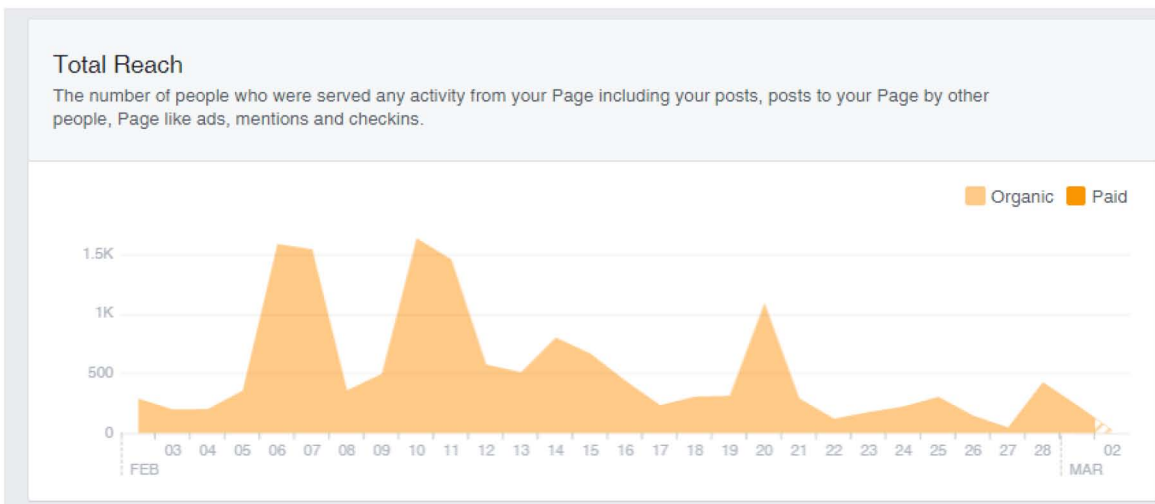 Total Reach
The number of people who were served any activity from your Page including your posts, posts to your Page by other
people, Page like ads, mentions and checkins.
Organic Paid
1.5K
1K
500
0
03 04 05 06 07 08 09 10 11 12 13 14 15 16 17 18 19 20 21 22 23 24 25 26 27 28 02
FEB MAR